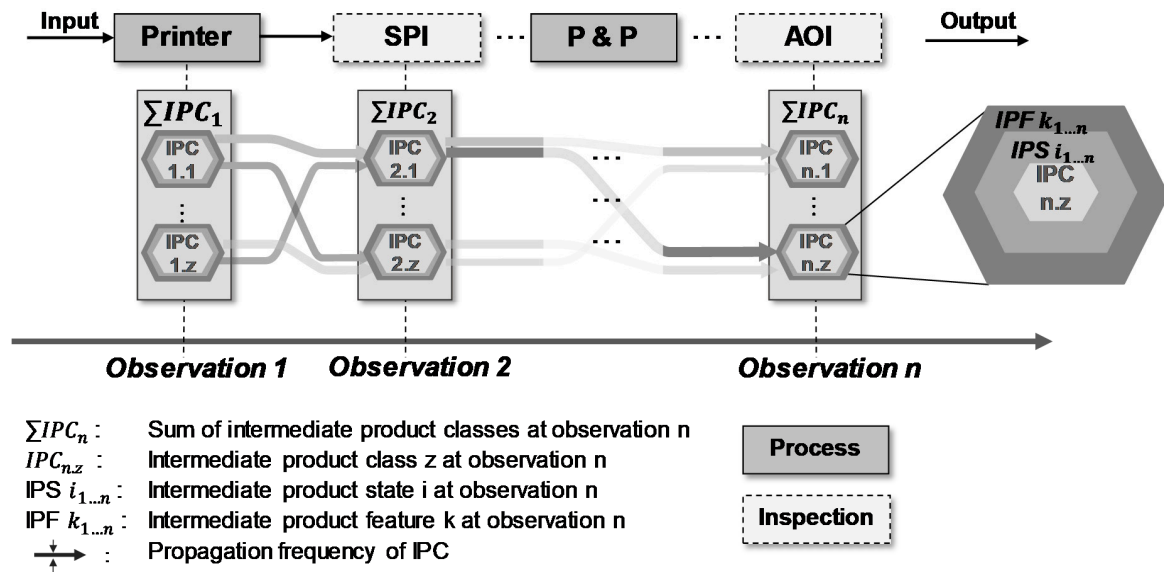 Input
Printer
SPI
...
P & P
...
AOI
Output
∑IPC₁
∑IPC₂
∑IPCₙ
IPC
1.1
IPC
2.1
...
IPC
n.1
⋮
⋮
...
⋮
IPC
1.z
IPC
2.z
...
IPC
n.z
IPF k₁...ₙ
IPS i₁...ₙ
IPC
n.z
Observation 1
Observation 2
Observation n
∑IPCₙ : Sum of intermediate product classes at observation n
IPCₙ.z : Intermediate product class z at observation n
IPS i₁...ₙ : Intermediate product state i at observation n
IPF k₁...ₙ : Intermediate product feature k at observation n
: Propagation frequency of IPC
Process
Inspection